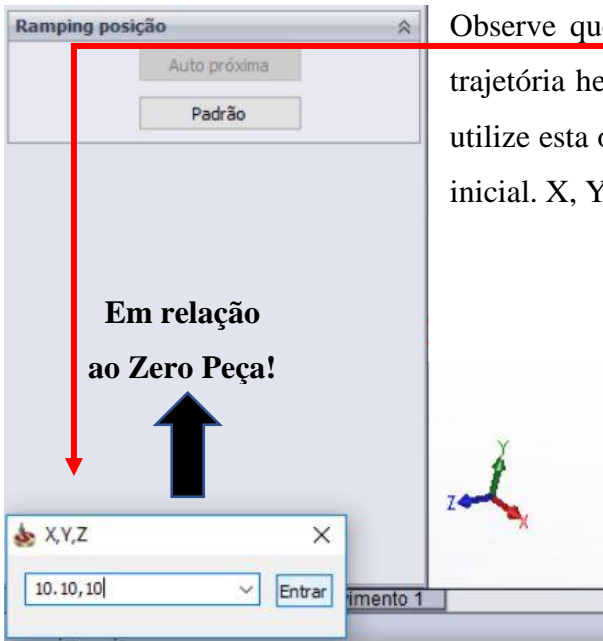 Ramping posição
Auto próxima
Padrão
Observe que
trajetória he
utilize esta
inicial. X, Y
Em relação
ao Zero Peça!
Y
Z
X
X,Y,Z
10.10,10
Entrar
imento 1